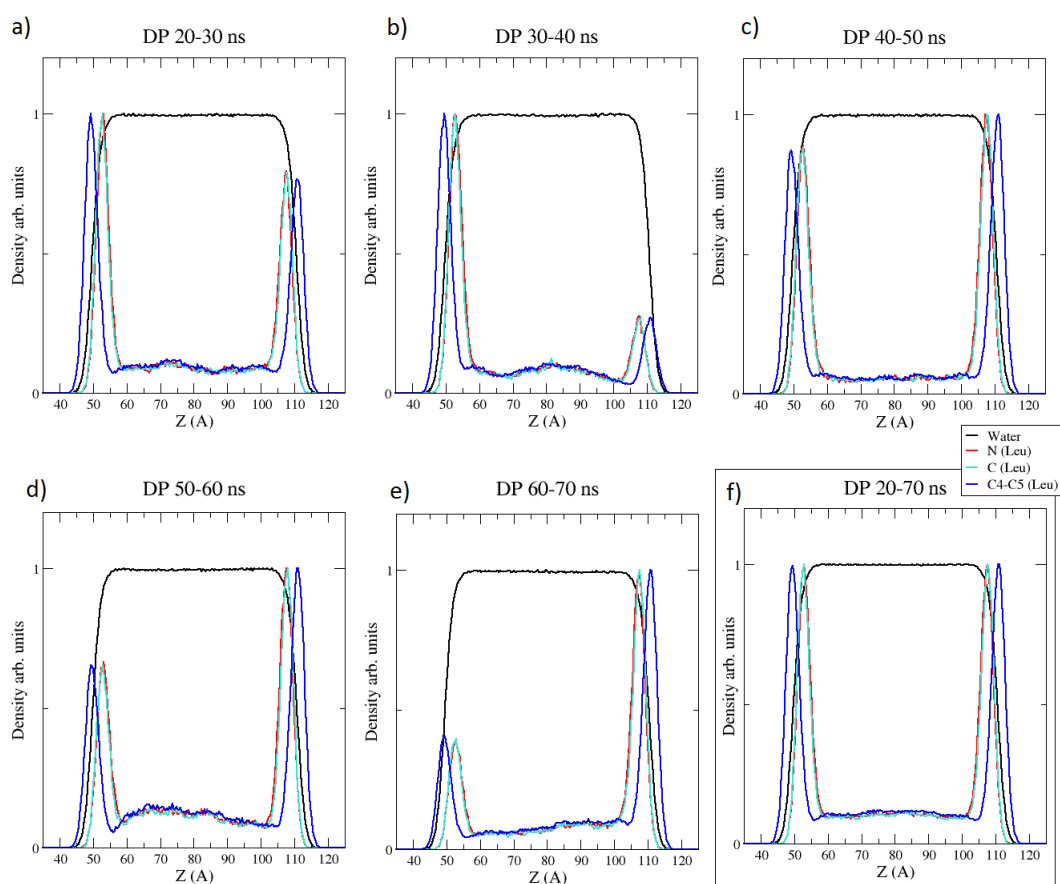 a)
DP 20-30 ns
Density arb. units
1
0
40 50 60 70 80 90 100 110 120
Z (A)
b)
DP 30-40 ns
Density arb. units
1
0
40 50 60 70 80 90 100 110 120
Z (A)
c)
DP 40-50 ns
Density arb. units
1
0
40 50 60 70 80 90 100 110 120
Z (A)
Water
N (Leu)
C (Leu)
C4-C5 (Leu)
d)
DP 50-60 ns
Density arb. units
1
0
40 50 60 70 80 90 100 110 120
Z (A)
e)
DP 60-70 ns
Density arb. units
1
0
40 50 60 70 80 90 100 110 120
Z (A)
f)
DP 20-70 ns
Density arb. units
1
0
40 50 60 70 80 90 100 110 120
Z (A)